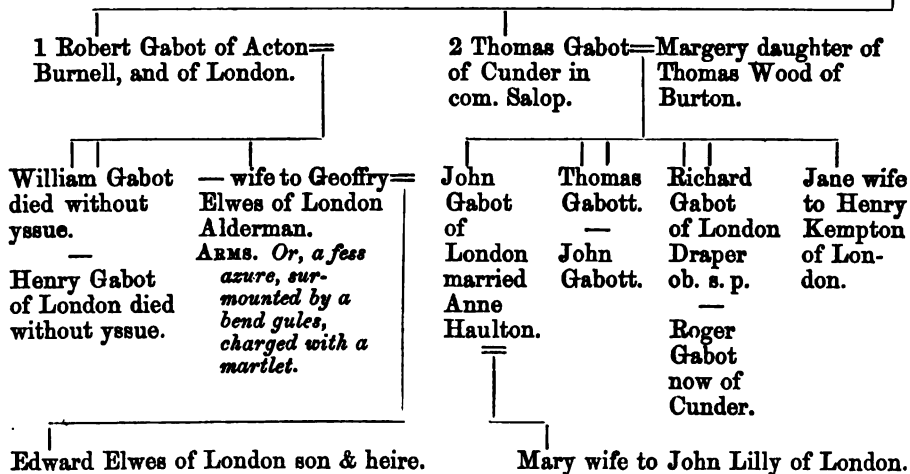 1 Robert Gabot of Acton
Burnell, and of London.
2 Thomas Gabot
of Cunder in
com. Salop.
Margery daughter of
Thomas Wood of
Burton.
William Gabot
died without
yssue.
—
Henry Gabot
of London died
without yssue.
— wife to Geoffry
Elwes of London
Alderman.
ARMS. Or, a fess
azure, sur-
mounted by a
bend gules,
charged with a
martlet.
John
Gabot
of
London
married
Anne
Haulton.
Thomas
Gabott.
—
John
Gabott.
Richard
Gabot
of London
Draper
ob. s. p.
—
Roger
Gabot
now of
Cunder.
Jane wife
to Henry
Kempton
of Lon-
don.
Edward Elwes of London son & heire.
Mary wife to John Lilly of London.